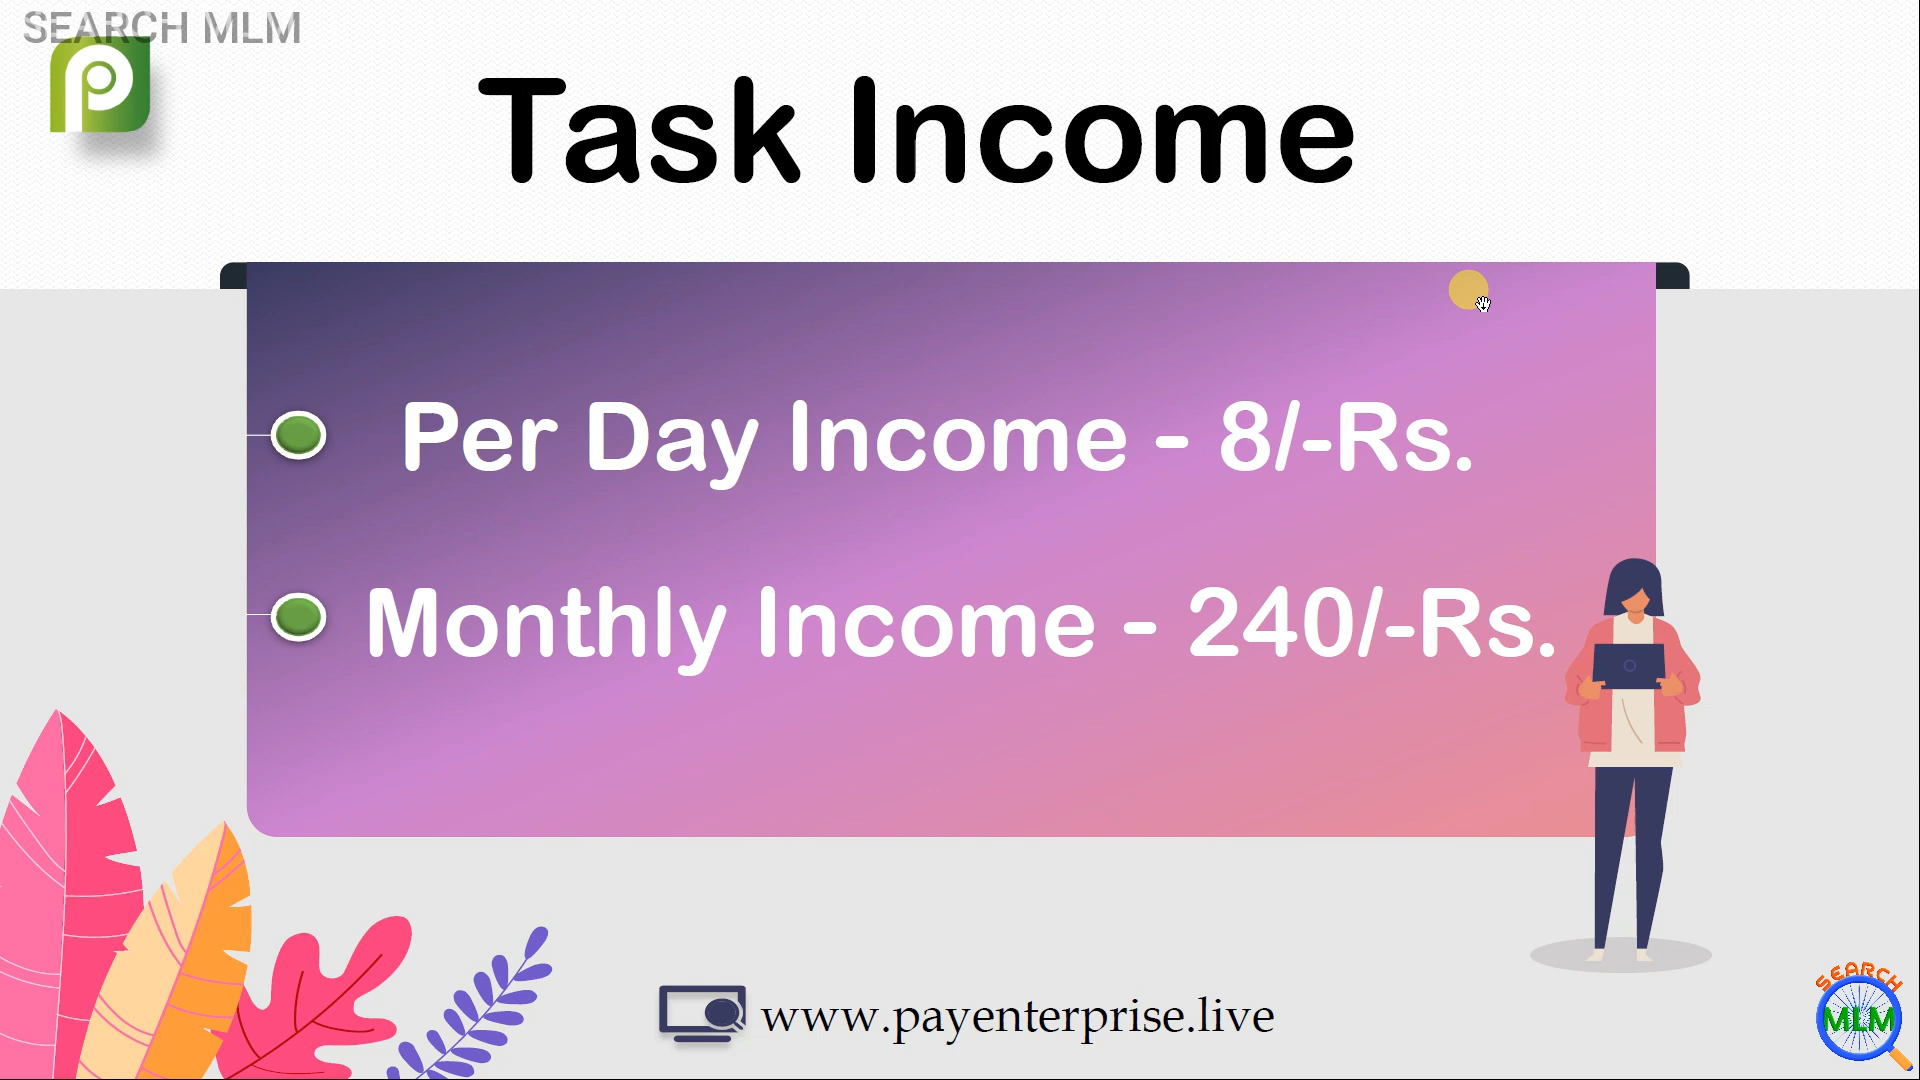 SEARCH MLM
Task Income
Per Day Income - 8/-Rs.
Monthly Income - 240/-Rs.
www.payenterprise.live
SEARCH
MLM